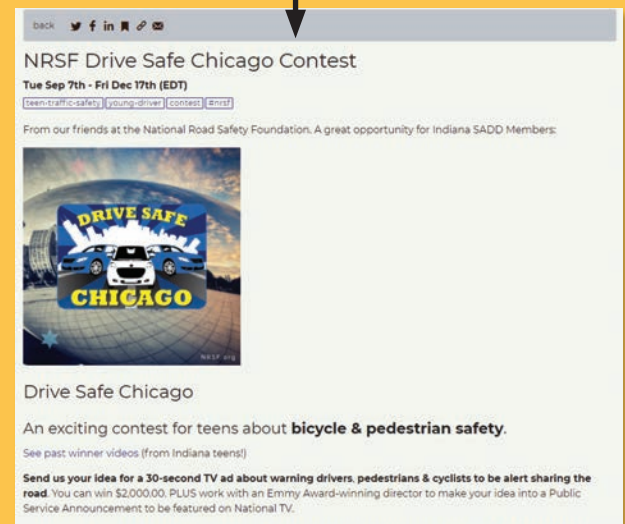 back
NRSF Drive Safe Chicago Contest
Tue Sep 7th - Fri Dec 17th (EDT)
teen-traffic-safety young-driver contest #nrsf
From our friends at the National Road Safety Foundation. A great opportunity for Indiana SADD Members:
DRIVE SAFE
CHICAGO
NRSF.org
Drive Safe Chicago
An exciting contest for teens about bicycle & pedestrian safety.
See past winner videos (from Indiana teens!)
Send us your idea for a 30-second TV ad about warning drivers, pedestrians & cyclists to be alert sharing the
road. You can win $2,000.00. PLUS work with an Emmy Award-winning director to make your idea into a Public
Service Announcement to be featured on National TV.